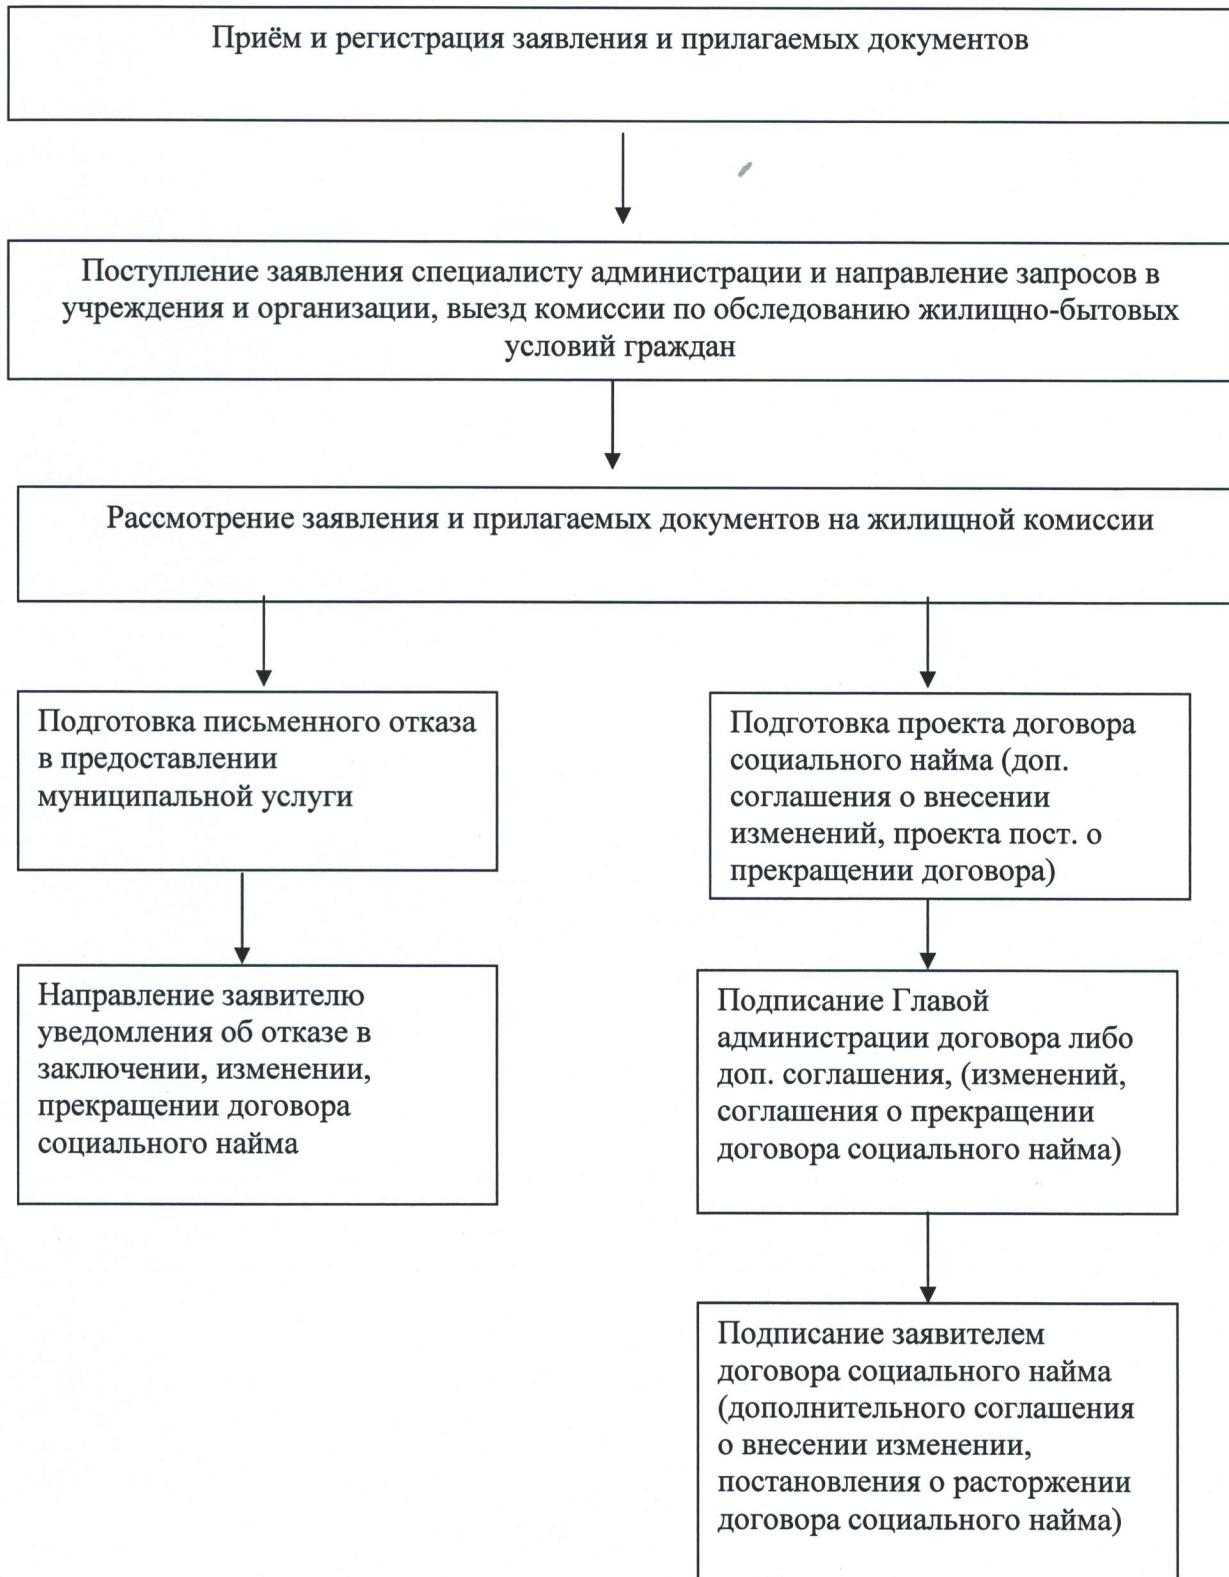 Приём и регистрация заявления и прилагаемых документов
Поступление заявления специалисту администрации и направление запросов в
учреждения и организации, выезд комиссии по обследованию жилищно-бытовых
условий граждан
Рассмотрение заявления и прилагаемых документов на жилищной комиссии
Подготовка письменного отказа
в предоставлении
муниципальной услуги
Направление заявителю
уведомления об отказе в
заключении, изменении,
прекращении договора
социального найма
Подготовка проекта договора
социального найма (доп.
соглашения о внесении
изменений, проекта пост. о
прекращении договора)
Подписание Главой
администрации договора либо
доп. соглашения, (изменений,
соглашения о прекращении
договора социального найма)
Подписание заявителем
договора социального найма
(дополнительного соглашения
о внесении изменении,
постановления о расторжении
договора социального найма)